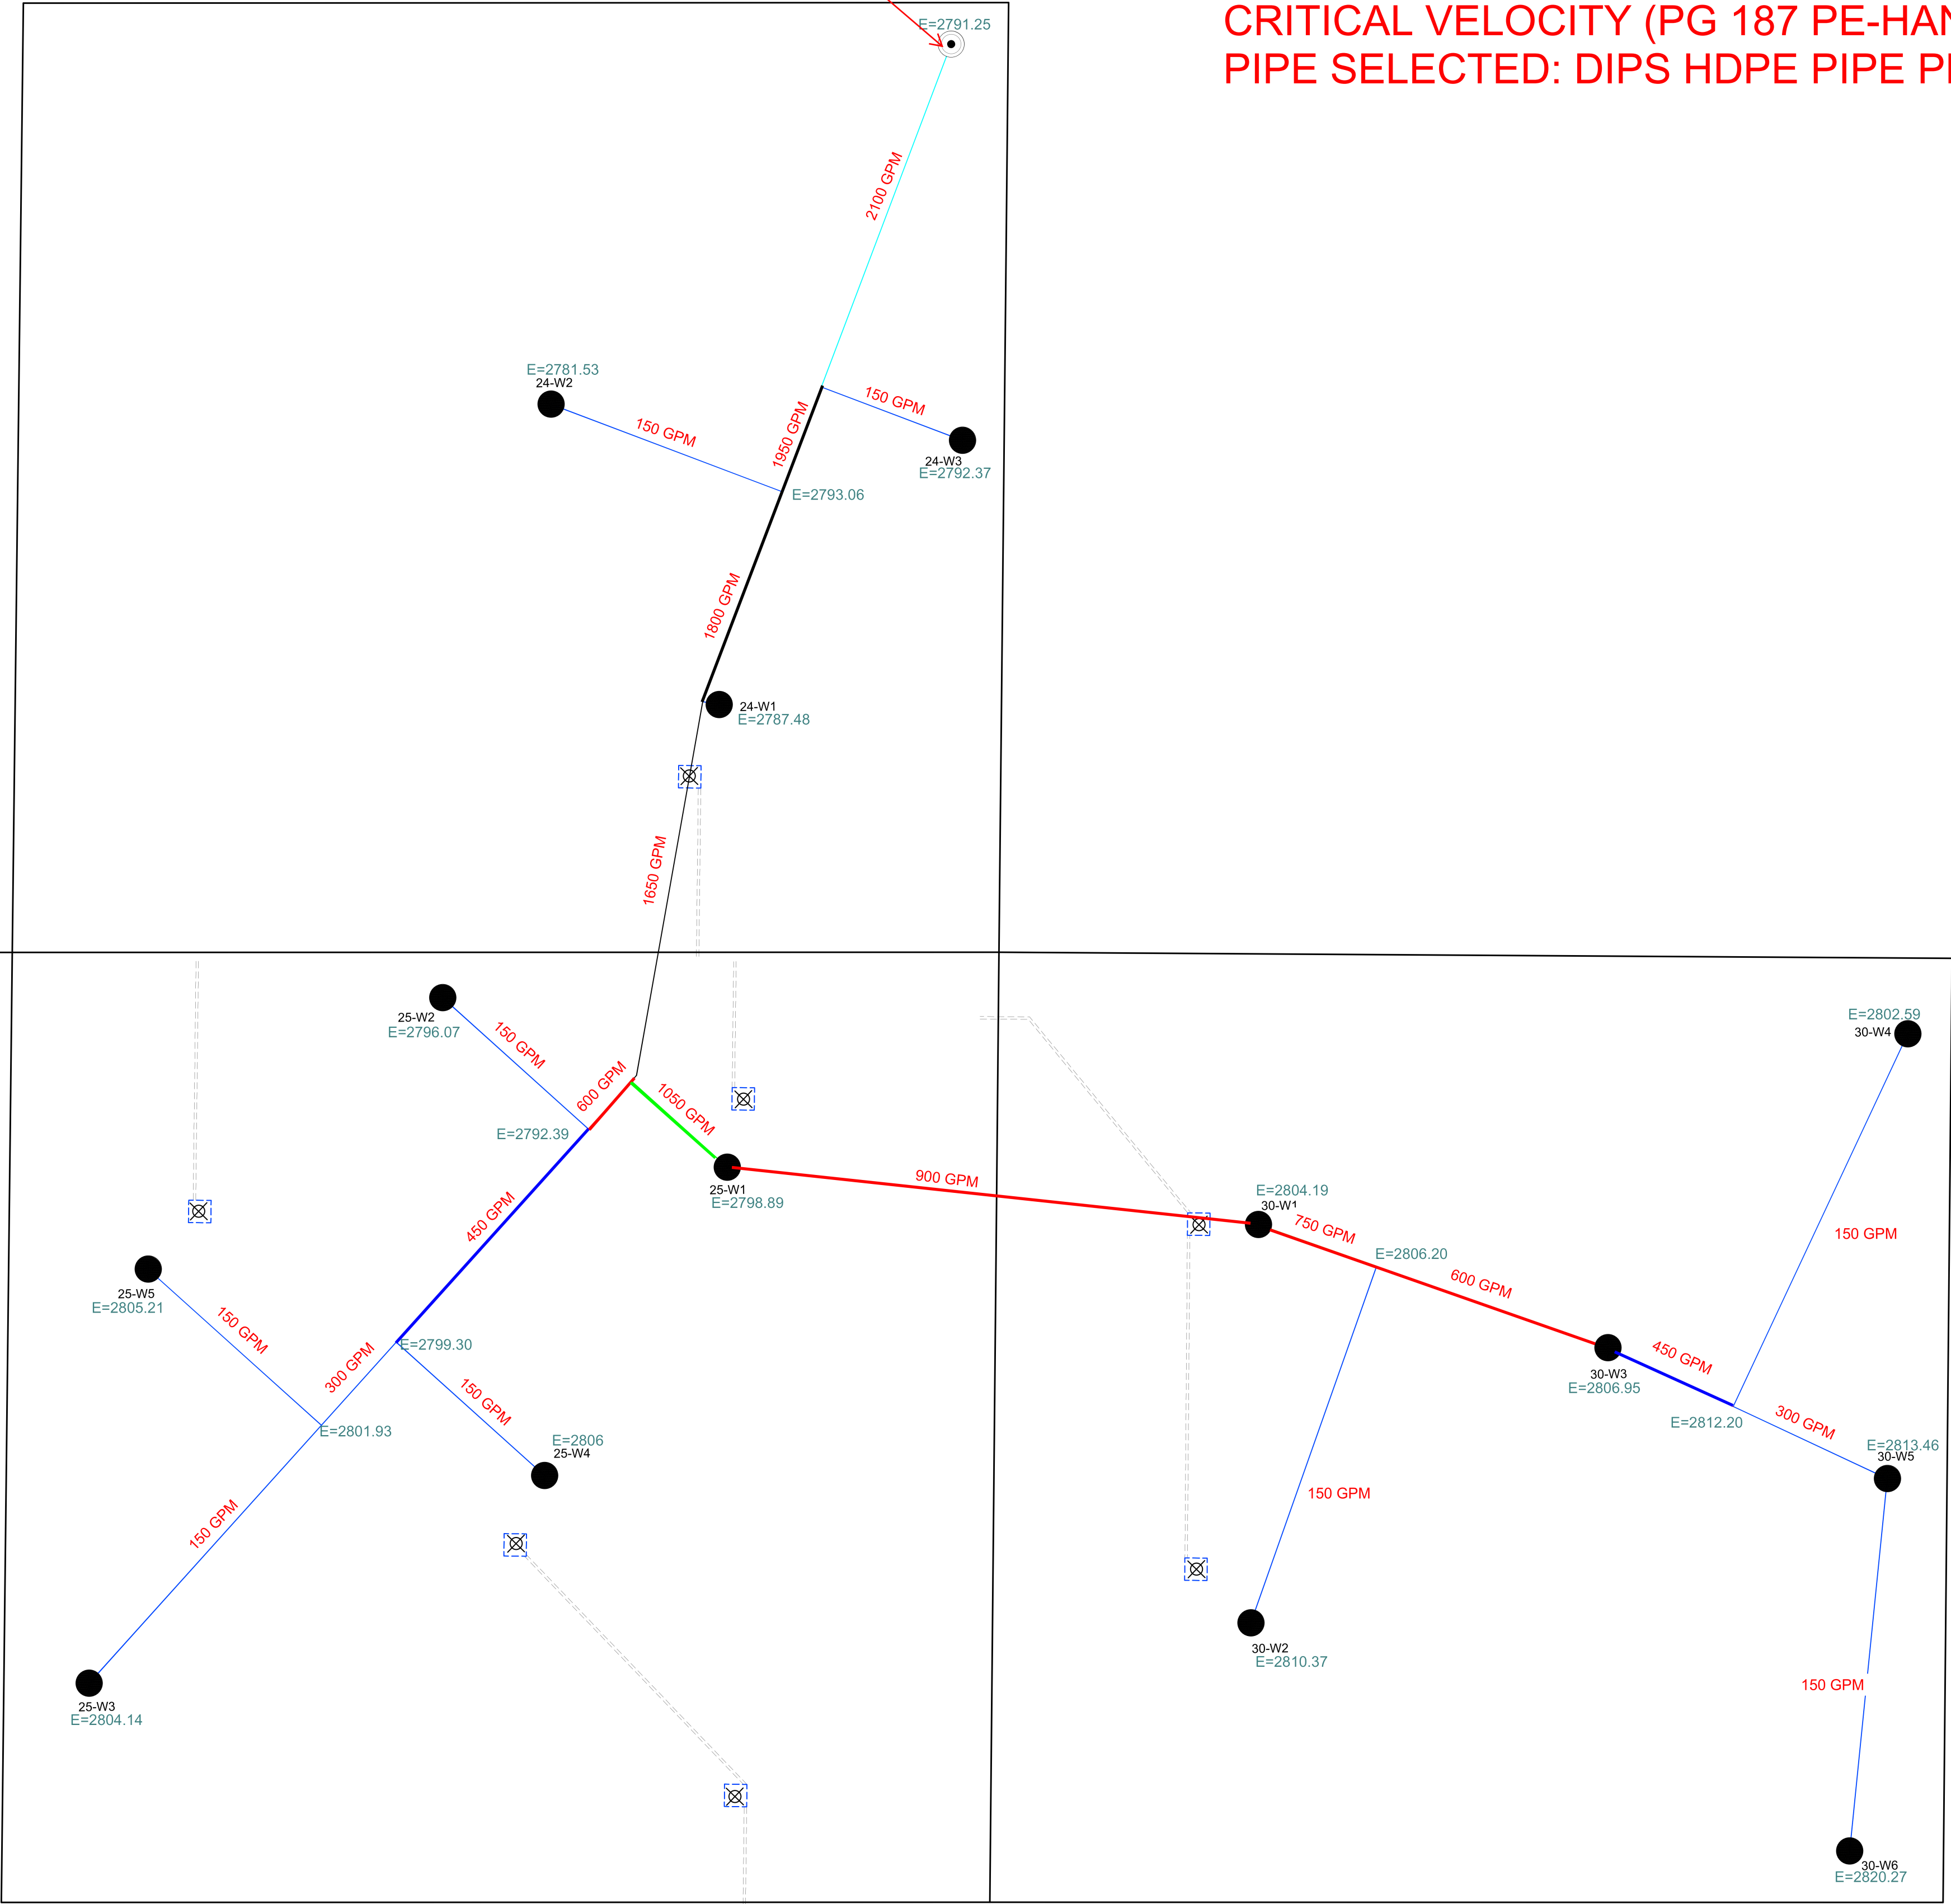 CRITICAL VELOCITY (PG 187 PE-HAN
PIPE SELECTED: DIPS HDPE PIPE
E=2791.25
2100 GPM
E=2781.53
24-W2
150 GPM
1950 GPM
150 GPM
24-W3
E=2792.37
E=2793.06
1800 GPM
24-W1
E=2787.48
1650 GPM
25-W2
E=2796.07
150 GPM
600 GPM
1050 GPM
E=2792.39
25-W1
E=2798.89
900 GPM
450 GPM
25-W5
E=2805.21
150 GPM
300 GPM
E=2799.30
150 GPM
E=2801.93
E=2806
25-W4
150 GPM
25-W3
E=2804.14
E=2802.59
30-W4
E=2804.19
30-W1
750 GPM
E=2806.20
150 GPM
600 GPM
450 GPM
30-W3
E=2806.95
E=2812.20
300 GPM
E=2813.46
30-W5
150 GPM
30-W2
E=2810.37
150 GPM
30-W6
E=2820.27